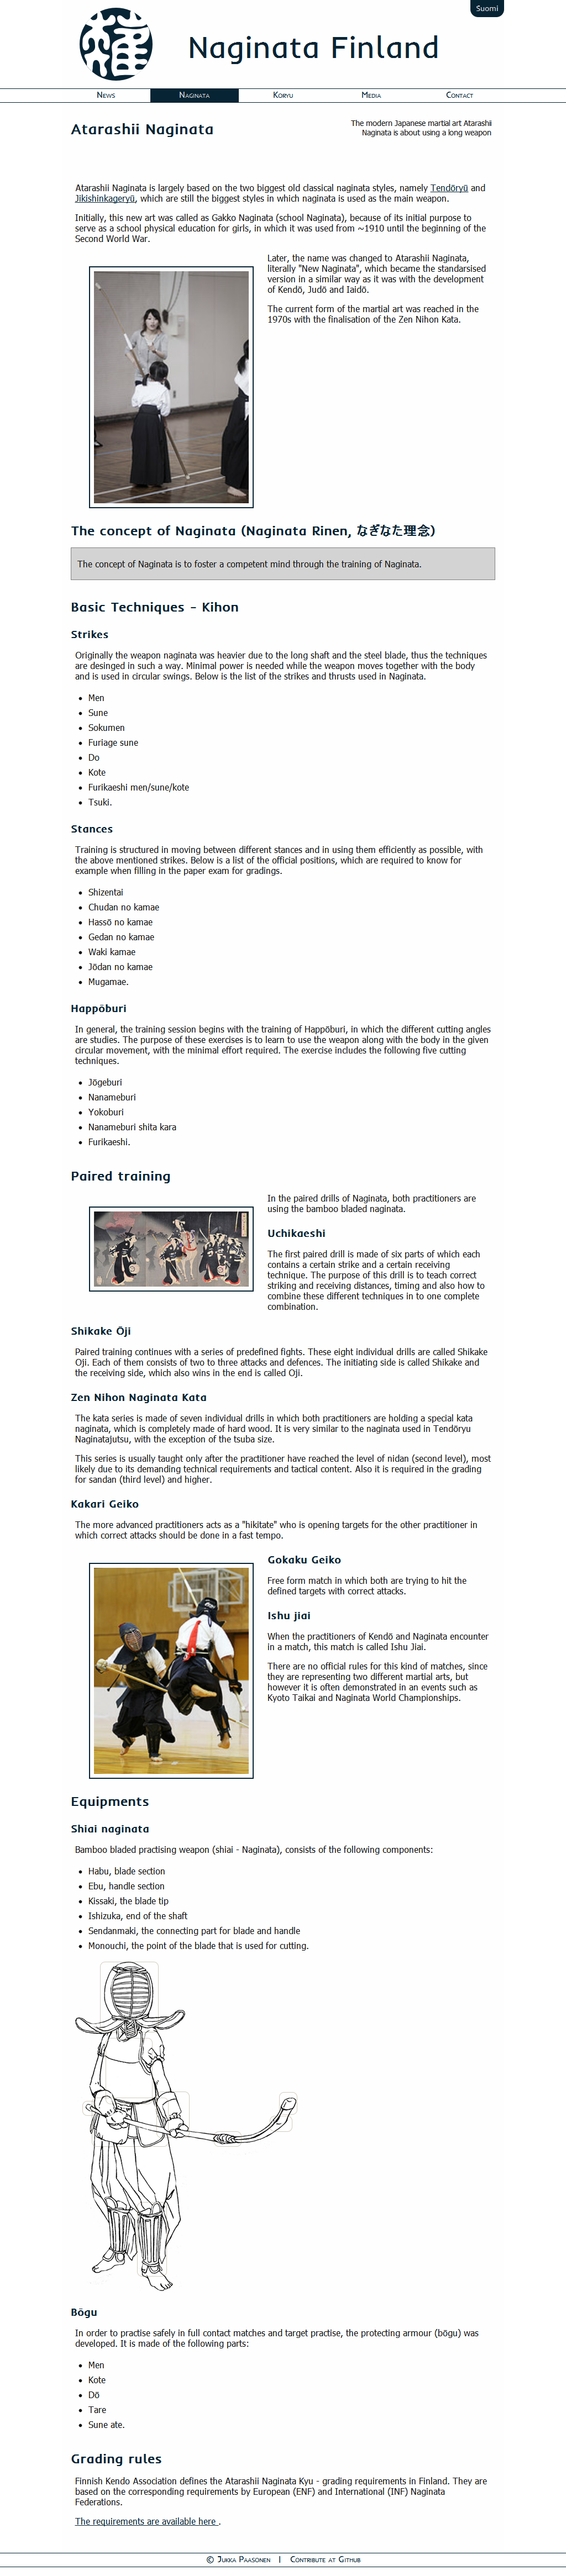 Suomi
薙
Naginata Finland
News Naginata Koryu Media Contact
Atarashii Naginata
The modern Japanese martial art Atarashii
Naginata is about using a long weapon
Atarashii Naginata is largely based on the two biggest old classical naginata styles, namely Tendōryū and
Jikishinkageryū, which are still the biggest styles in which naginata is used as the main weapon.
Initially, this new art was called as Gakko Naginata (school Naginata), because of its initial purpose to
serve as a school physical education for girls, in which it was used from ~1910 until the beginning of the
Second World War.
Later, the name was changed to Atarashii Naginata,
literally "New Naginata", which became the standarsised
version in a similar way as it was with the development
of Kendō, Judō and Iaidō.
The current form of the martial art was reached in the
1970s with the finalisation of the Zen Nihon Kata.
The concept of Naginata (Naginata Rinen, なぎなた理念)
The concept of Naginata is to foster a competent mind through the training of Naginata.
Basic Techniques - Kihon
Strikes
Originally the weapon naginata was heavier due to the long shaft and the steel blade, thus the techniques
are desinged in such a way. Minimal power is needed while the weapon moves together with the body
and is used in circular swings. Below is the list of the strikes and thrusts used in Naginata.
• Men
• Sune
• Sokumen
• Furiage sune
• Do
• Kote
• Furikaeshi men/sune/kote
• Tsuki.
Stances
Training is structured in moving between different stances and in using them efficiently as possible, with
the above mentioned strikes. Below is a list of the official positions, which are required to know for
example when filling in the paper exam for gradings.
• Shizentai
• Chudan no kamae
• Hassō no kamae
• Gedan no kamae
• Waki kamae
• Jōdan no kamae
• Mugamae.
Happōburi
In general, the training session begins with the training of Happōburi, in which the different cutting angles
are studies. The purpose of these exercises is to learn to use the weapon along with the body in the given
circular movement, with the minimal effort required. The exercise includes the following five cutting
techniques.
• Jōgeburi
• Nanameburi
• Yokoburi
• Nanameburi shita kara
• Furikaeshi.
Paired training
In the paired drills of Naginata, both practitioners are
using the bamboo bladed naginata.
Uchikaeshi
The first paired drill is made of six parts of which each
contains a certain strike and a certain receiving
technique. The purpose of this drill is to teach correct
striking and receiving distances, timing and also how to
combine these different techniques in to one complete
combination.
Shikake Ōji
Paired training continues with a series of predefined fights. These eight individual drills are called Shikake
Oji. Each of them consists of two to three attacks and defences. The initiating side is called Shikake and
the receiving side, which also wins in the end is called Oji.
Zen Nihon Naginata Kata
The kata series is made of seven individual drills in which both practitioners are holding a special kata
naginata, which is completely made of hard wood. It is very similar to the naginata used in Tendōryu
Naginatajutsu, with the exception of the tsuba size.
This series is usually taught only after the practitioner have reached the level of nidan (second level), most
likely due to its demanding technical requirements and tactical content. Also it is required in the grading
for sandan (third level) and higher.
Kakari Geiko
The more advanced practitioners acts as a "hikitate" who is opening targets for the other practitioner in
which correct attacks should be done in a fast tempo.
Gokaku Geiko
Free form match in which both are trying to hit the
defined targets with correct attacks.
Ishu jiai
When the practitioners of Kendō and Naginata encounter
in a match, this match is called Ishu Jiai.
There are no official rules for this kind of matches, since
they are representing two different martial arts, but
however it is often demonstrated in an events such as
Kyoto Taikai and Naginata World Championships.
Equipments
Shiai naginata
Bamboo bladed practising weapon (shiai - Naginata), consists of the following components:
• Habu, blade section
• Ebu, handle section
• Kissaki, the blade tip
• Ishizuka, end of the shaft
• Sendanmaki, the connecting part for blade and handle
• Monouchi, the point of the blade that is used for cutting.
Bōgu
In order to practise safely in full contact matches and target practise, the protecting armour (bōgu) was
developed. It is made of the following parts:
• Men
• Kote
• Dō
• Tare
• Sune ate.
Grading rules
Finnish Kendo Association defines the Atarashii Naginata Kyu - grading requirements in Finland. They are
based on the corresponding requirements by European (ENF) and International (INF) Naginata
Federations.
The requirements are available here .
© Jukka Paasonen | Contribute at Github